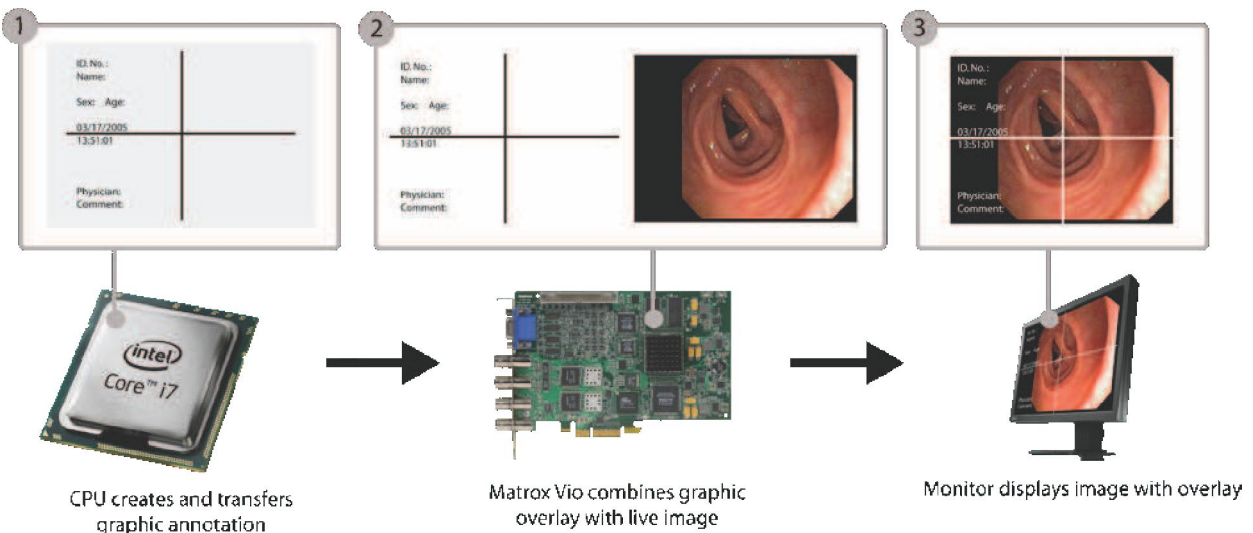 1
ID. No.:
Name:
Sex: Age:
03/17/2005
13:51:01
Physician:
Comment:
2
ID. No.:
Name:
Sex: Age:
03/17/2005
13:51:01
Physician:
Comment:
3
ID. No.:
Name:
Sex: Age:
03/17/2005
13:51:01
Physician:
Comment:
intel
Core™ i7
CPU creates and transfers
graphic annotation
Matrox Vio combines graphic
overlay with live image
Monitor displays image with overlay